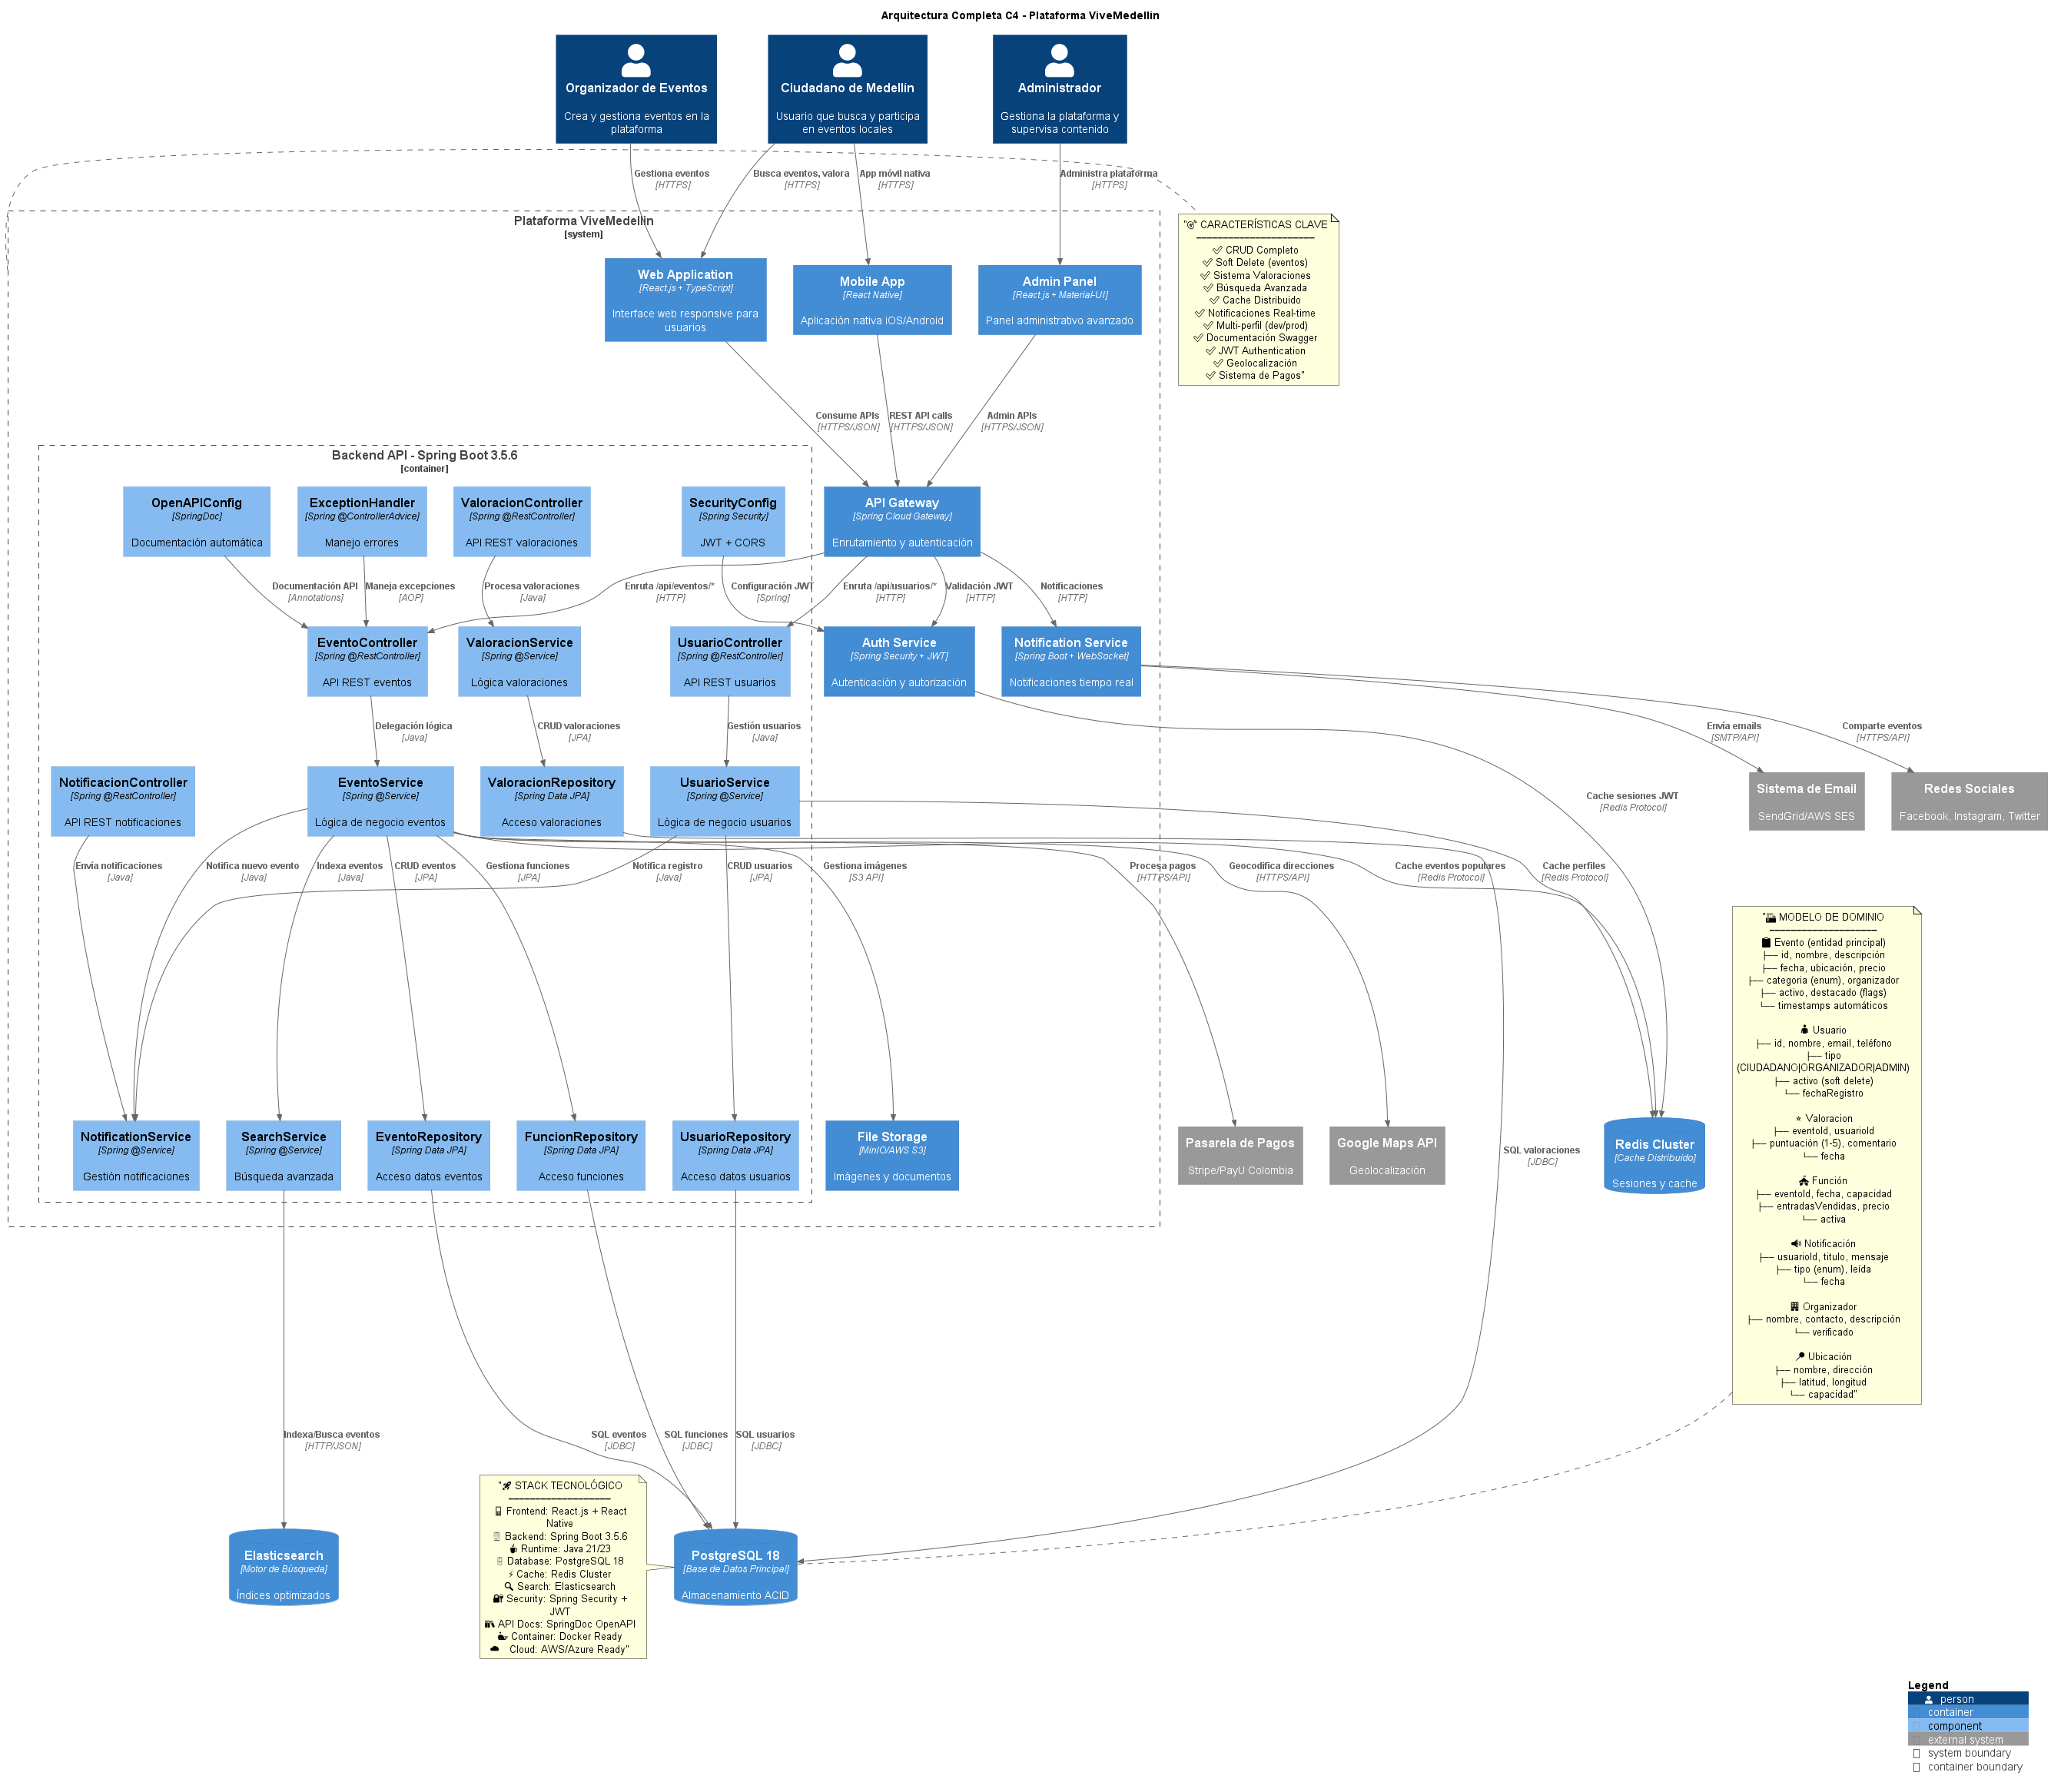 Arquitectura Completa C4 - Plataforma ViveMedellin
Organizador de Eventos
Crea y gestiona eventos en la
plataforma
Ciudadano de Medellín
Usuario que busca y participa
en eventos locales
Administrador
Gestiona la plataforma y
supervisa contenido
Gestiona eventos
[HTTPS]
Busca eventos, valora
[HTTPS]
App móvil nativa
[HTTPS]
Administra plataforma
[HTTPS]
Plataforma ViveMedellin
[system]
Web Application
[React.js + TypeScript]
Interface web responsive para
usuarios
Mobile App
[React Native]
Aplicación nativa iOS/Android
Admin Panel
[React.js + Material-UI]
Panel administrativo avanzado
"🎯 CARACTERÍSTICAS CLAVE
✅ CRUD Completo
✅ Soft Delete (eventos)
✅ Sistema Valoraciones
✅ Búsqueda Avanzada
✅ Cache Distribuido
✅ Notificaciones Real-time
✅ Multi-perfil (dev/prod)
✅ Documentación Swagger
✅ JWT Authentication
✅ Geolocalización
✅ Sistema de Pagos"
Consume APIs
[HTTPS/JSON]
REST API calls
[HTTPS/JSON]
Admin APIs
[HTTPS/JSON]
Backend API - Spring Boot 3.5.6
[container]
OpenAPIConfig
[SpringDoc]
Documentación automática
ExceptionHandler
[Spring @ControllerAdvice]
Manejo errores
ValoracionController
[Spring @RestController]
API REST valoraciones
SecurityConfig
[Spring Security]
JWT + CORS
API Gateway
[Spring Cloud Gateway]
Enrutamiento y autenticación
Documentación API
[Annotations]
Maneja excepciones
[AOP]
Procesa valoraciones
[Java]
Enruta /api/eventos/*
[HTTP]
Configuración JWT
[Spring]
Enruta /api/usuarios/*
[HTTP]
Validación JWT
[HTTP]
Notificaciones
[HTTP]
EventoController
[Spring @RestController]
API REST eventos
ValoracionService
[Spring @Service]
Lógica valoraciones
UsuarioController
[Spring @RestController]
API REST usuarios
Auth Service
[Spring Security + JWT]
Autenticación y autorización
Notification Service
[Spring Boot + WebSocket]
Notificaciones tiempo real
Delegación lógica
[Java]
CRUD valoraciones
[JPA]
Gestión usuarios
[Java]
Envía emails
[SMTP/API]
Comparte eventos
[HTTPS/API]
NotificacionController
[Spring @RestController]
API REST notificaciones
EventoService
[Spring @Service]
Lógica de negocio eventos
ValoracionRepository
[Spring Data JPA]
Acceso valoraciones
UsuarioService
[Spring @Service]
Lógica de negocio usuarios
Cache sesiones JWT
[Redis Protocol]
Sistema de Email
SendGrid/AWS SES
Redes Sociales
Facebook, Instagram, Twitter
Envía notificaciones
[Java]
Notifica nuevo evento
[Java]
Indexa eventos
[Java]
CRUD eventos
[JPA]
Gestiona funciones
[JPA]
Notifica registro
[Java]
CRUD usuarios
[JPA]
Gestiona imágenes
[S3 API]
Procesa pagos
[HTTPS/API]
Geocodifica direcciones
[HTTPS/API]
Cache eventos populares
[Redis Protocol]
Cache perfiles
[Redis Protocol]
"🏗 MODELO DE DOMINIO
📋 Evento (entidad principal)
├── id, nombre, descripción
├── fecha, ubicación, precio
├── categoria (enum), organizador
├── activo, destacado (flags)
└── timestamps automáticos
👤 Usuario
├── id, nombre, email, teléfono
├── tipo
(CIUDADANO|ORGANIZADOR|ADMIN)
├── activo (soft delete)
└── fechaRegistro
⭐ Valoracion
├── eventoId, usuarioId
├── puntuación (1-5), comentario
└── fecha
🎪 Función
├── eventoId, fecha, capacidad
├── entradasVendidas, precio
└── activa
🔊 Notificación
├── usuarioId, titulo, mensaje
├── tipo (enum), leída
└── fecha
🏢 Organizador
├── nombre, contacto, descripción
└── verificado
📍 Ubicación
├── nombre, dirección
├── latitud, longitud
└── capacidad"
NotificationService
[Spring @Service]
Gestión notificaciones
SearchService
[Spring @Service]
Búsqueda avanzada
EventoRepository
[Spring Data JPA]
Acceso datos eventos
FuncionRepository
[Spring Data JPA]
Acceso funciones
UsuarioRepository
[Spring Data JPA]
Acceso datos usuarios
File Storage
[MinIO/AWS S3]
Imágenes y documentos
Pasarela de Pagos
Stripe/PayU Colombia
Google Maps API
Geolocalización
SQL valoraciones
[JDBC]
Redis Cluster
[Cache Distribuido]
Sesiones y cache
Indexa/Busca eventos
[HTTP/JSON]
SQL eventos
[JDBC]
SQL funciones
[JDBC]
SQL usuarios
[JDBC]
"🚀 STACK TECNOLÓGICO
📱 Frontend: React.js + React
Native
Backend: Spring Boot 3.5.6
☕ Runtime: Java 21/23
🗄 Database: PostgreSQL 18
⚡ Cache: Redis Cluster
🔍 Search: Elasticsearch
🔐 Security: Spring Security +
JWT
📚 API Docs: SpringDoc OpenAPI
🐳 Container: Docker Ready
☁ Cloud: AWS/Azure Ready"
Elasticsearch
[Motor de Búsqueda]
Índices optimizados
PostgreSQL 18
[Base de Datos Principal]
Almacenamiento ACID
Legend
person
container
component
external system
system boundary
container boundary